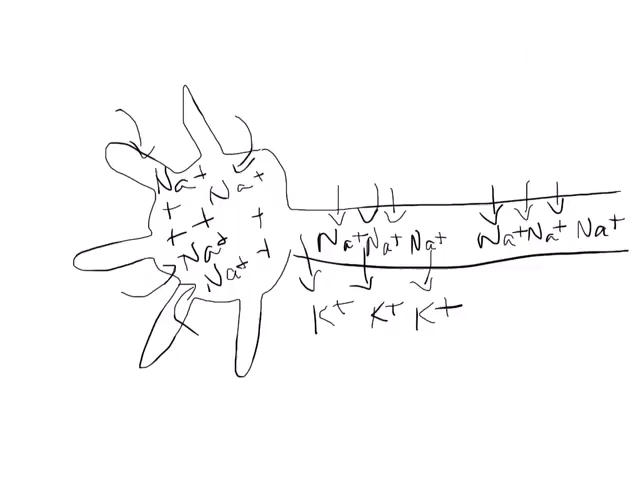 Na+ Na+
+ + +
+ Na+ +
Na+
Na+ Na+ Na+ Na+ Na+ Na+
K+ K+ K+